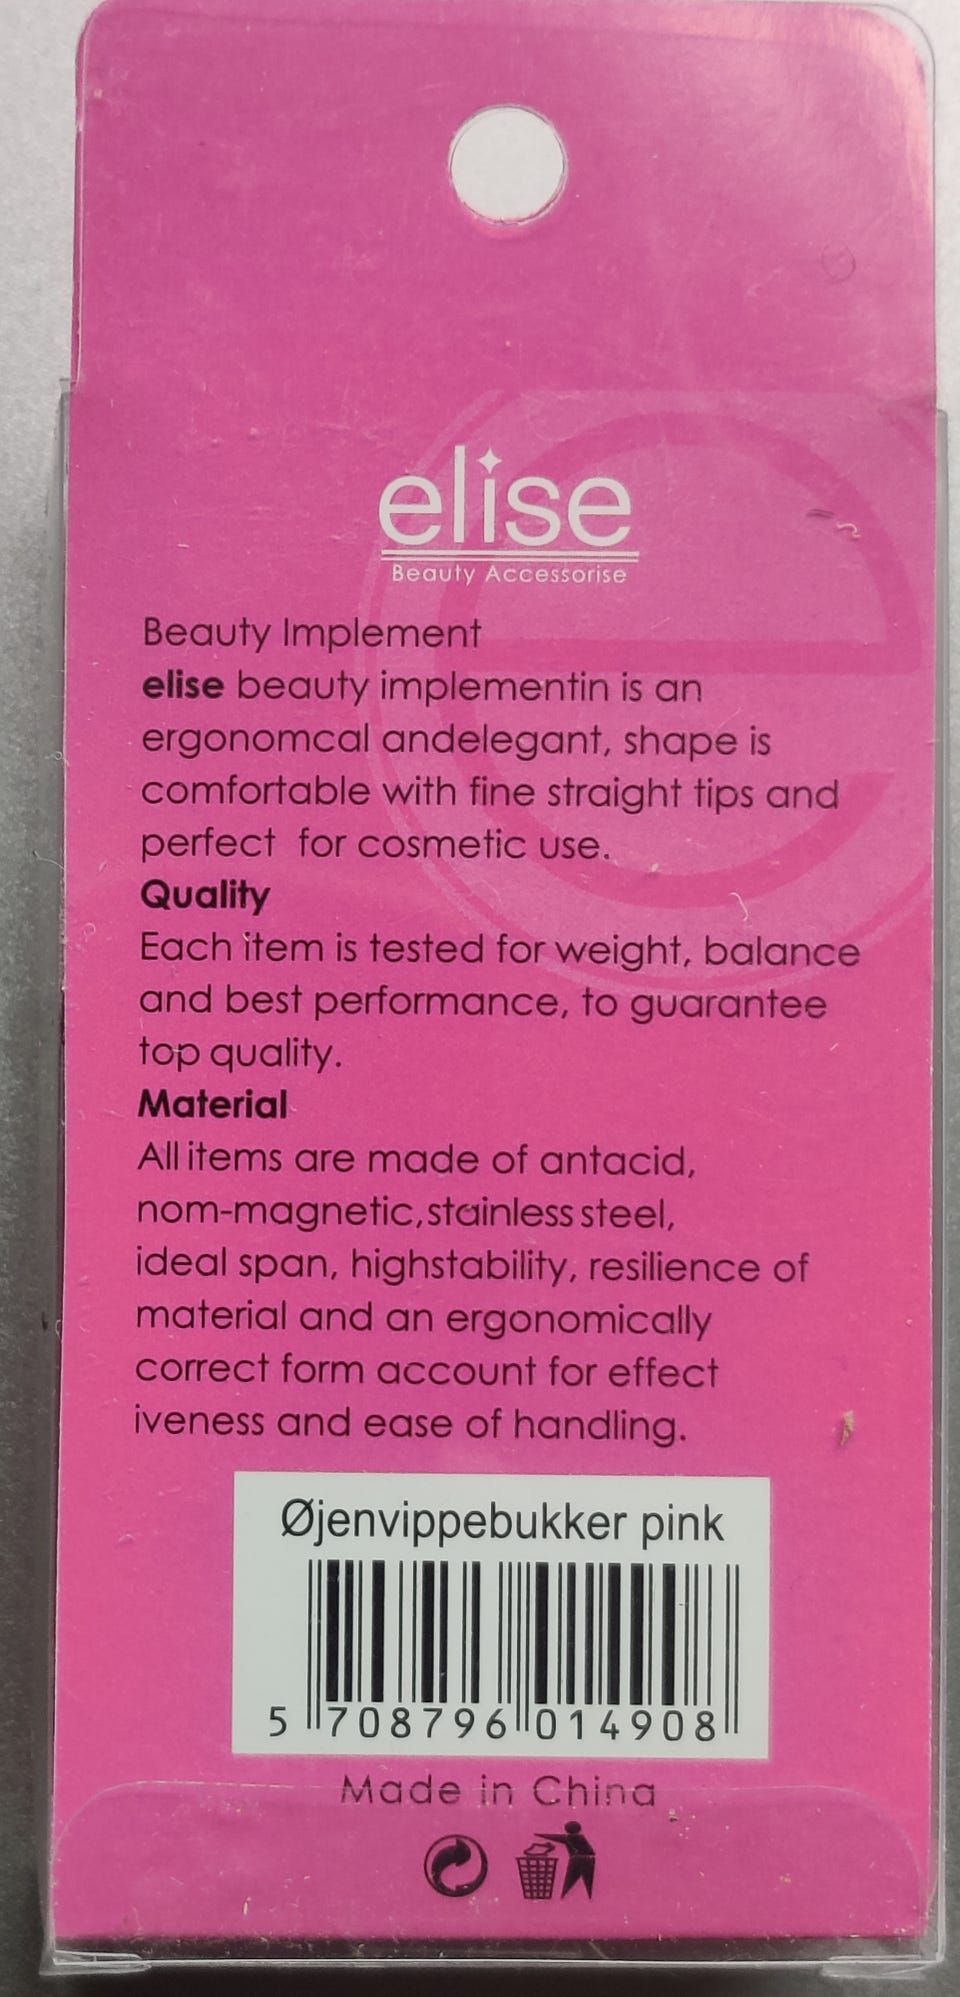 elise
Beauty Accessorise
Beauty Implement
elise beauty implementin is an
ergonomcal andelegant, shape is
comfortable with fine straight tips and
perfect for cosmetic use.
Quality
Each item is tested for weight, balance
and best performance, to guarantee
top quality.
Material
All items are made of antacid,
nom-magnetic, stainless steel,
ideal span, highstability, resilience of
material and an ergonomically
correct form account for effect
iveness and ease of handling.
Øjenvippebukker pink
5 708796 014908
Made in China